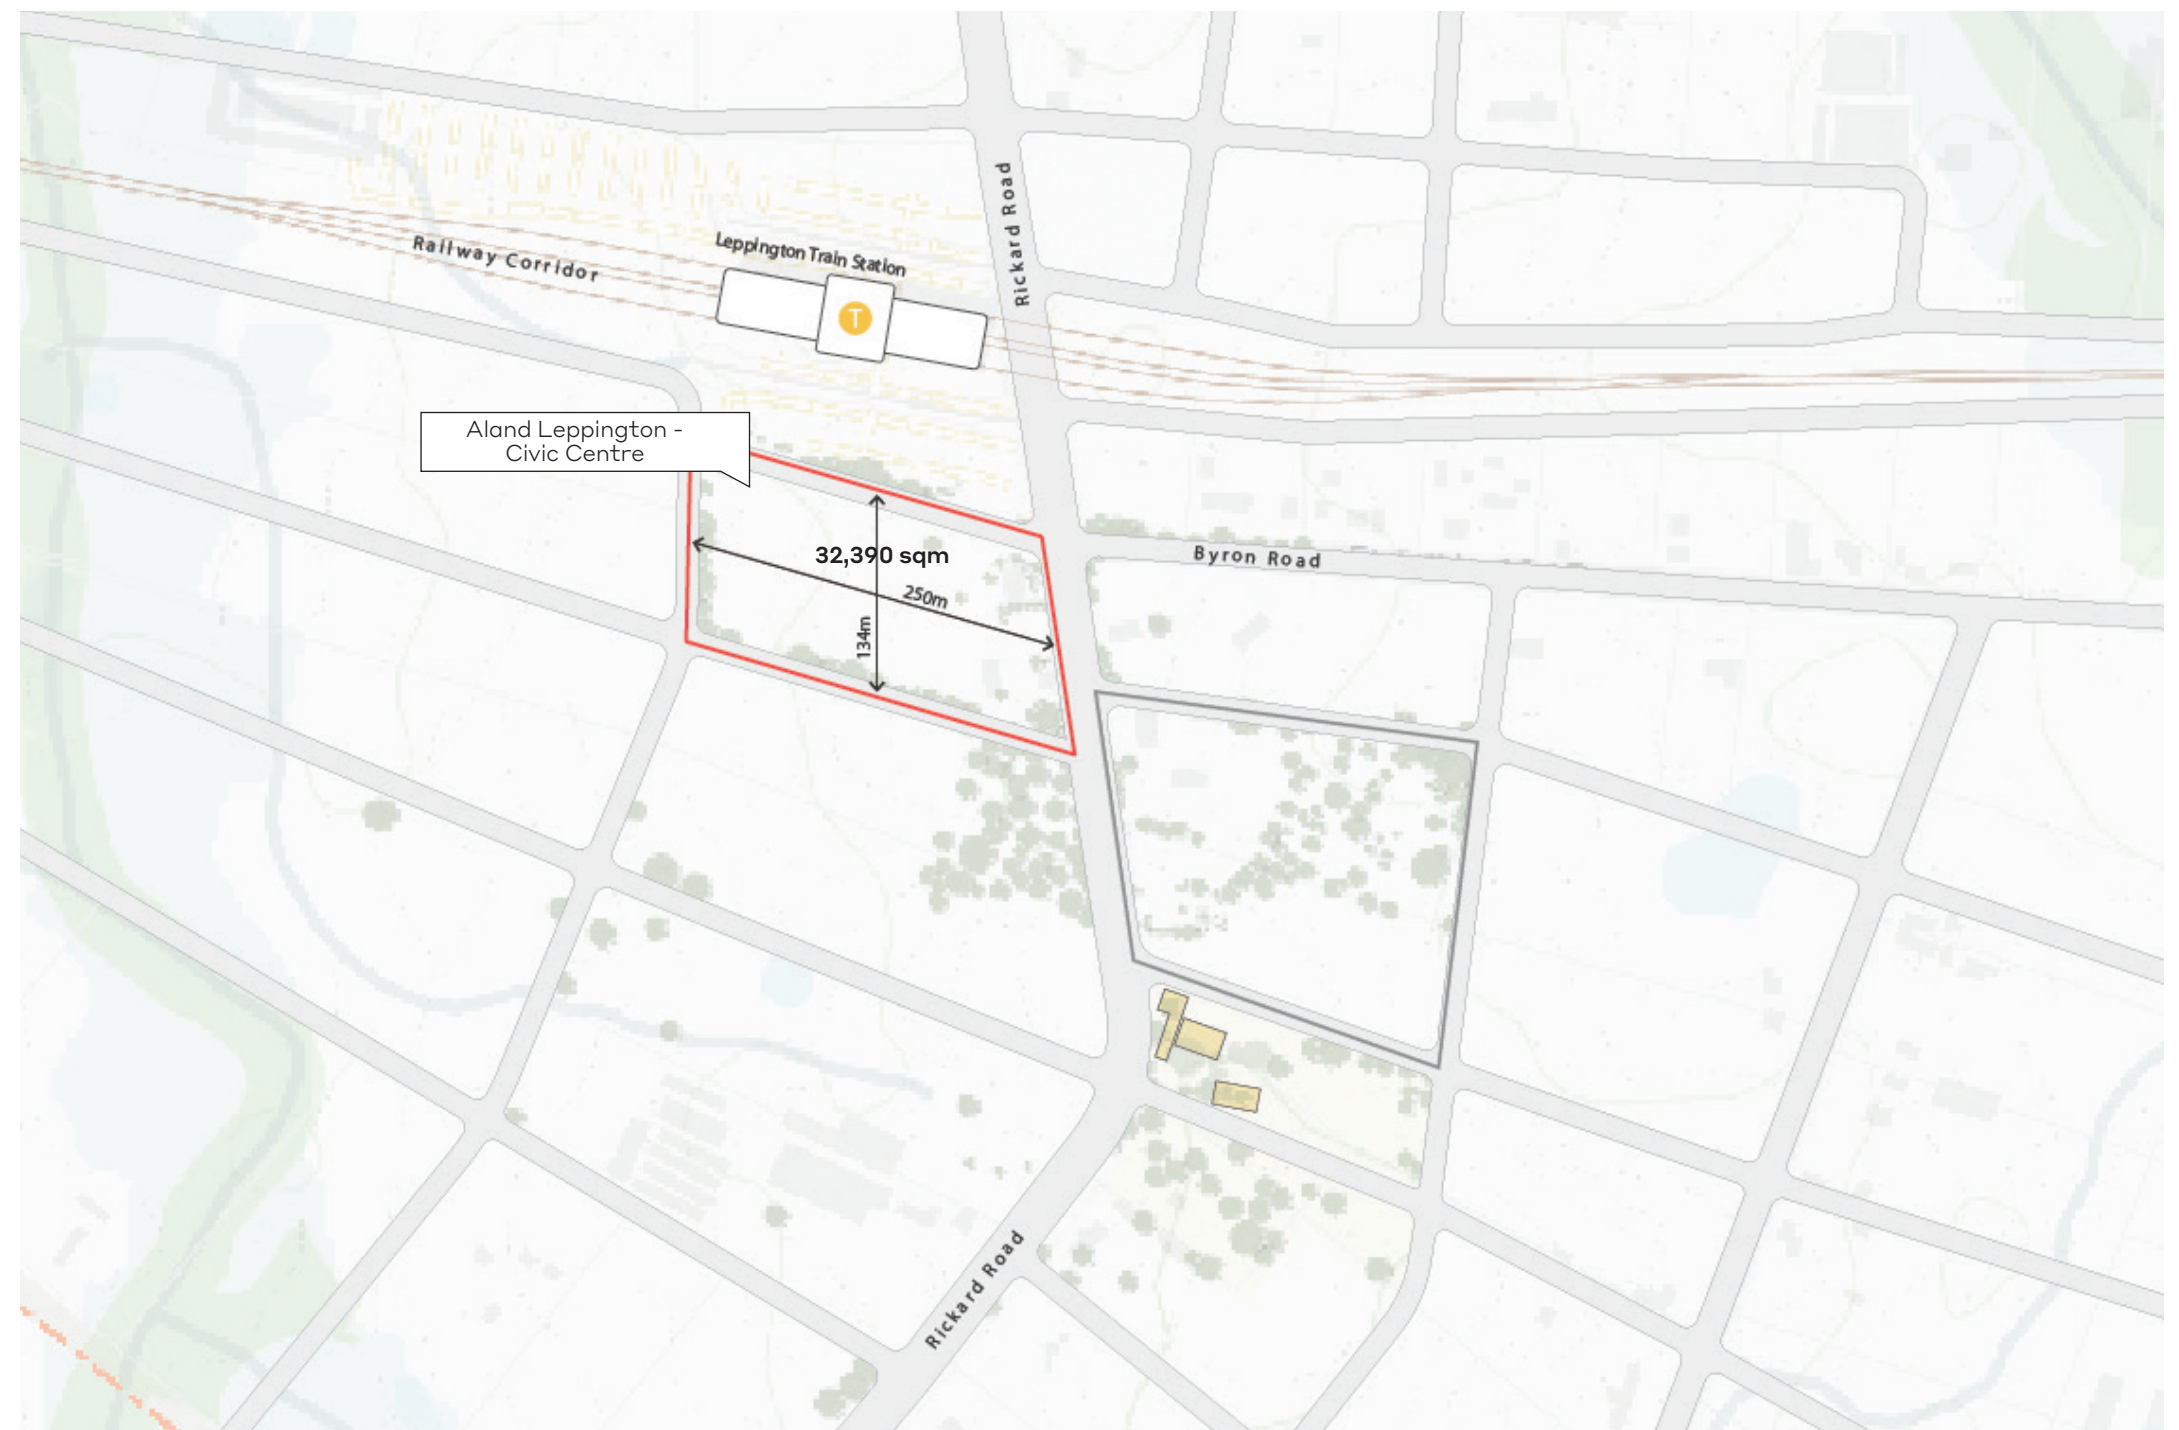 Rickard Road
Leppington Train Station
Railway Corridor
T
Aland Leppington -
Civic Centre
32,390 sqm
250m
134m
Byron Road
Rickard Road